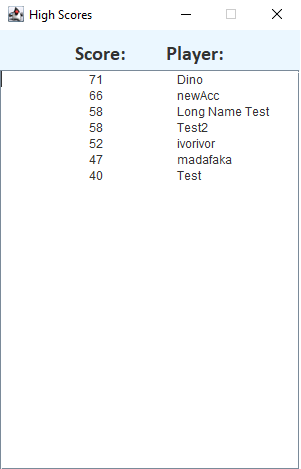 High Scores
Score: Player:
71 Dino
66 newAcc
58 Long Name Test
58 Test2
52 ivorivor
47 madafaka
40 Test